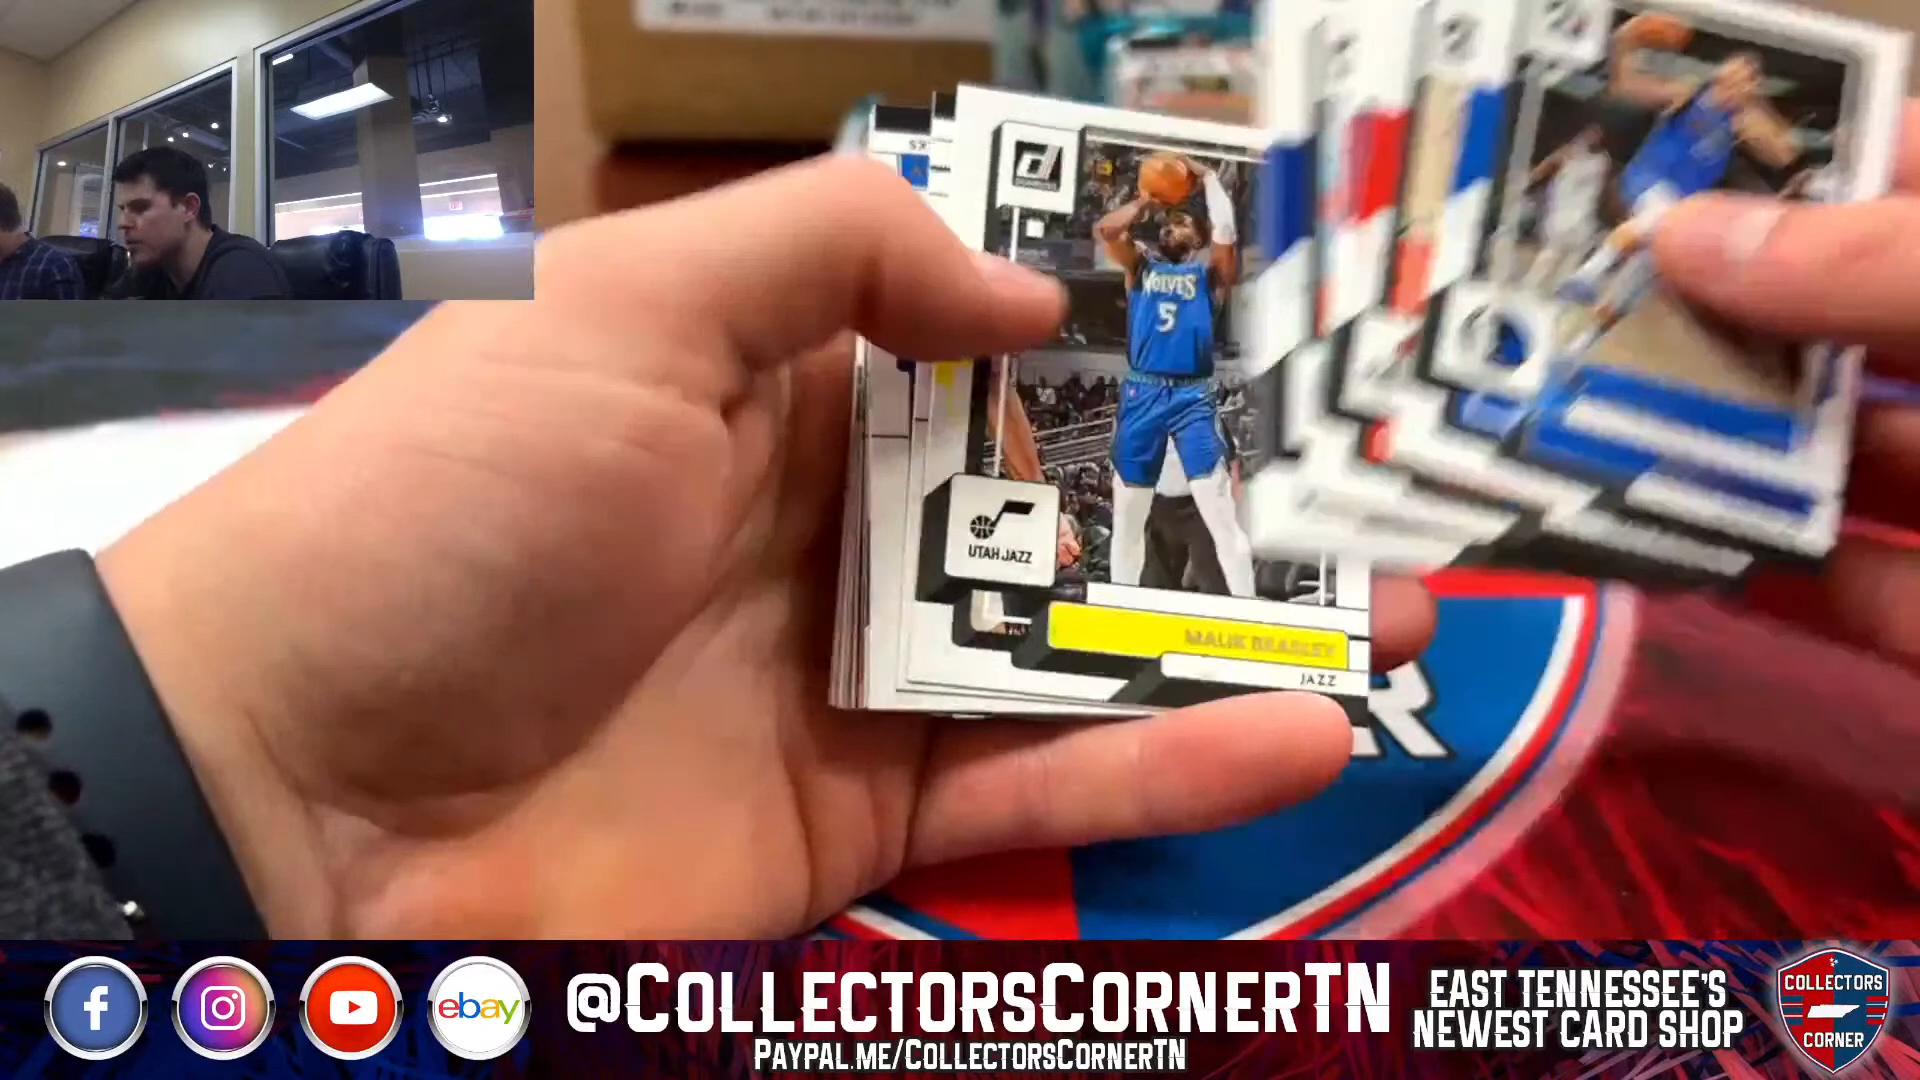 WOLVES
5
UTAH JAZZ
MALIK BEASLEY
JAZZ
R
ebay
@COLLECTORSCORNERTN
PAYPAL.ME/COLLECTORSCORNERTN
EAST TENNESSEE'S
NEWEST CARD SHOP
COLLECTORS
CORNER